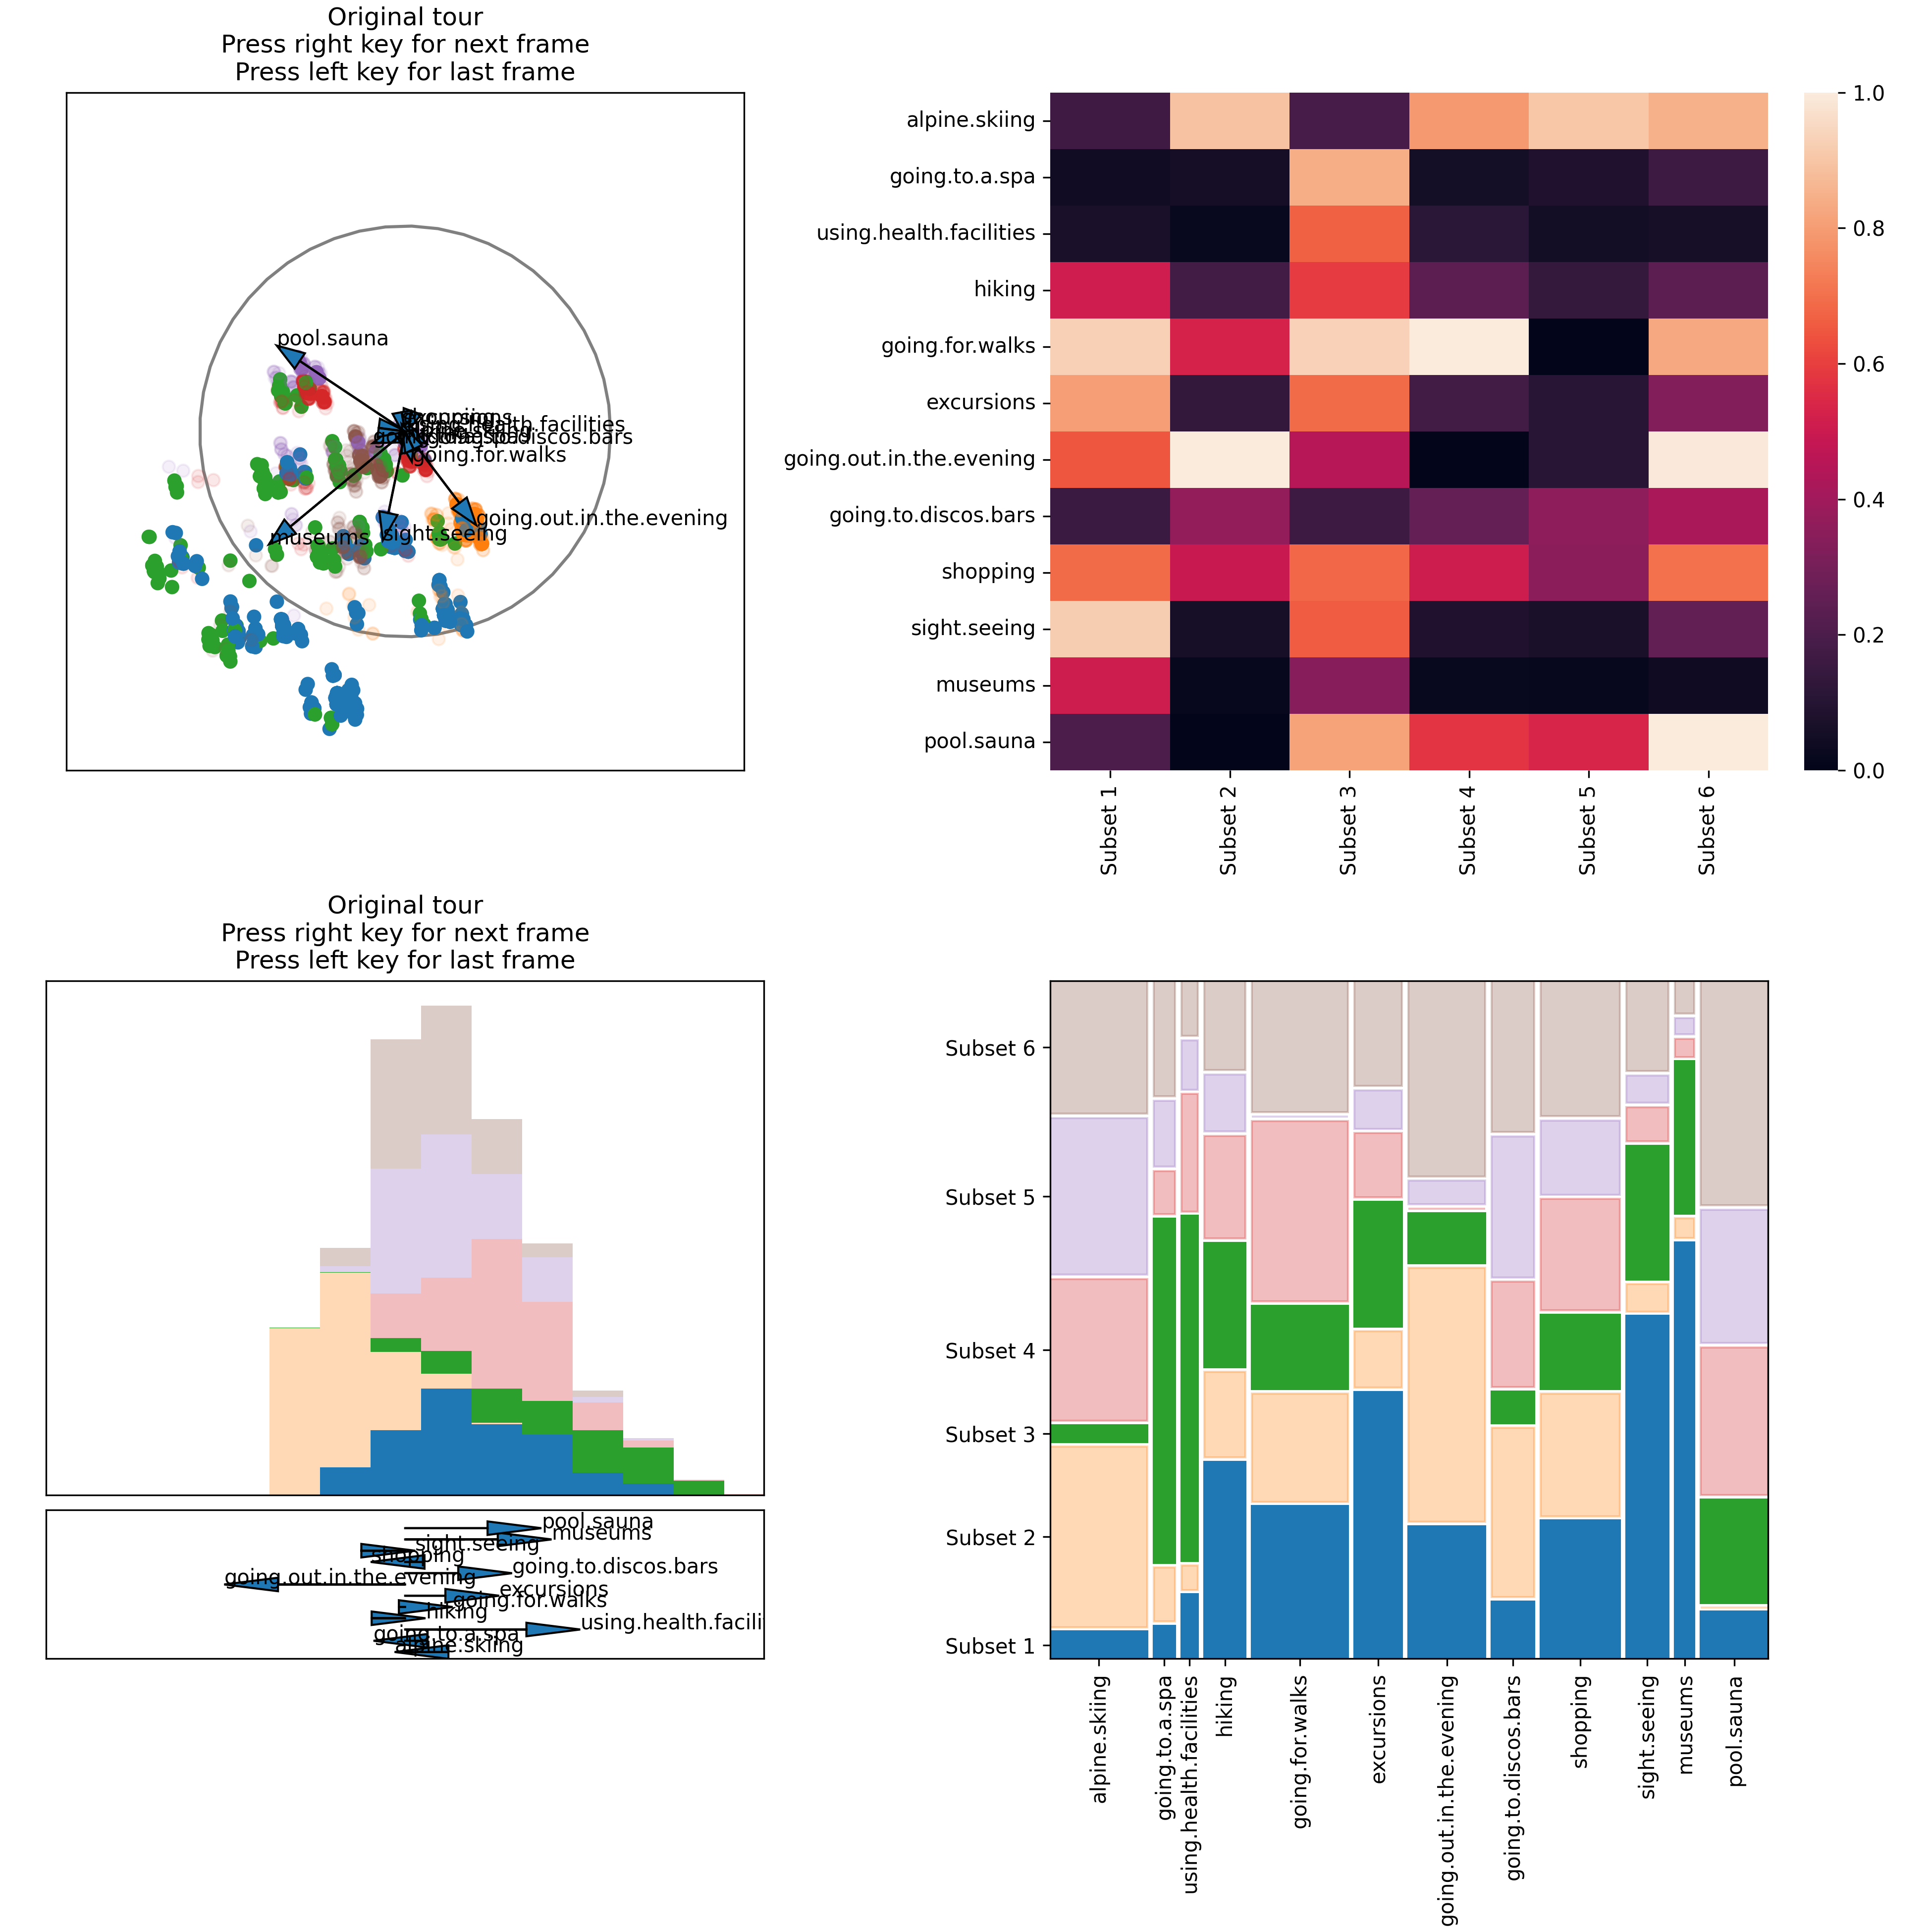 Original tour
Press right key for next frame
Press left key for last frame
pool.sauna
going.for.walks
going.out.in.the.evening
sight.seeing
museums
alpine.skiing
going.to.a.spa
using.health.facilities
hiking
going.for.walks
excursions
going.out.in.the.evening
going.to.discos.bars
shopping
sight.seeing
museums
pool.sauna
1.0
0.8
0.6
0.4
0.2
0.0
Subset 1
Subset 2
Subset 3
Subset 4
Subset 5
Subset 6
Original tour
Press right key for next frame
Press left key for last frame
pool.sauna
museums
sight.seeing
shopping
going.to.discos.bars
going.out.in.the.evening
excursions
going.for.walks
hiking
using.health.facili
going.to.a.spa
alpine.skiing
Subset 6
Subset 5
Subset 4
Subset 3
Subset 2
Subset 1
alpine.skiing
going.to.a.spa
using.health.facilities
hiking
going.for.walks
excursions
going.out.in.the.evening
going.to.discos.bars
shopping
sight.seeing
museums
pool.sauna